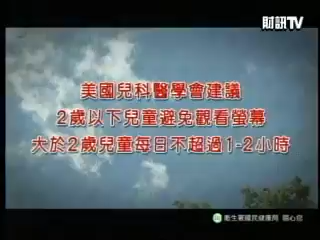 財訊TV
美國兒科醫學會建議
2歲以下兒童避免觀看螢幕
大於2歲兒童每日不超過1-2小時
衛生署國民健康局 關心您